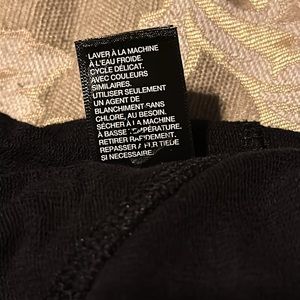 LAVER À LA MACHINE
À L'EAU FROIDE.
CYCLE DÉLICAT.
AVEC COULEURS
SIMILAIRES.
UTILISER SEULEMENT
UN AGENT DE
BLANCHIMENT SANS
CHLORE, AU BESOIN.
SÉCHER À LA MACHINE
À BASSE TEMPÉRATURE.
RETIRER RAPIDEMENT.
REPASSER À FER TIÈDE
SI NÉCESSAIRE.